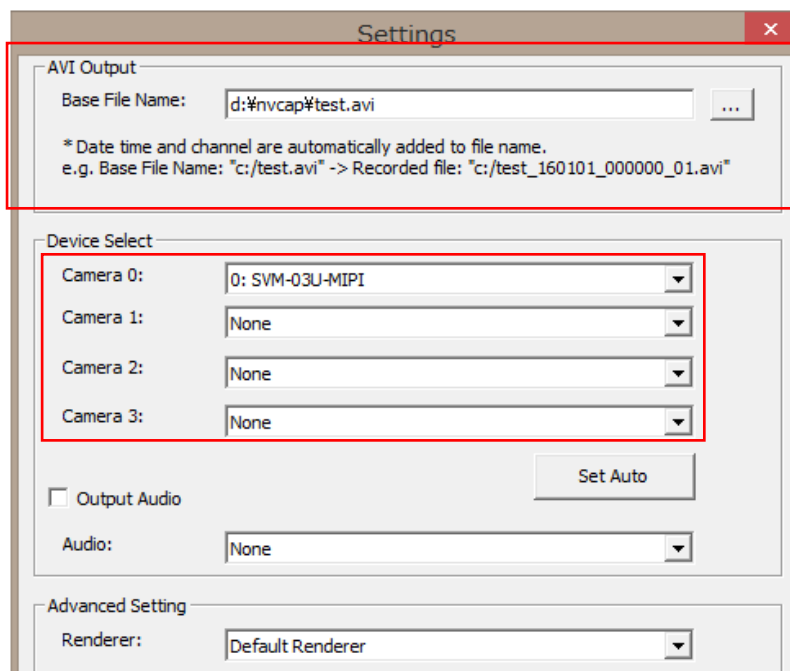 Settings
AVI Output
Base File Name: d:¥nvcap¥test.avi ...
* Date time and channel are automatically added to file name.
e.g. Base File Name: "c:/test.avi" -> Recorded file: "c:/test_160101_000000_01.avi"
Device Select
Camera 0: 0: SVM-03U-MIPI
Camera 1: None
Camera 2: None
Camera 3: None
Set Auto
Output Audio
Audio: None
Advanced Setting
Renderer: Default Renderer